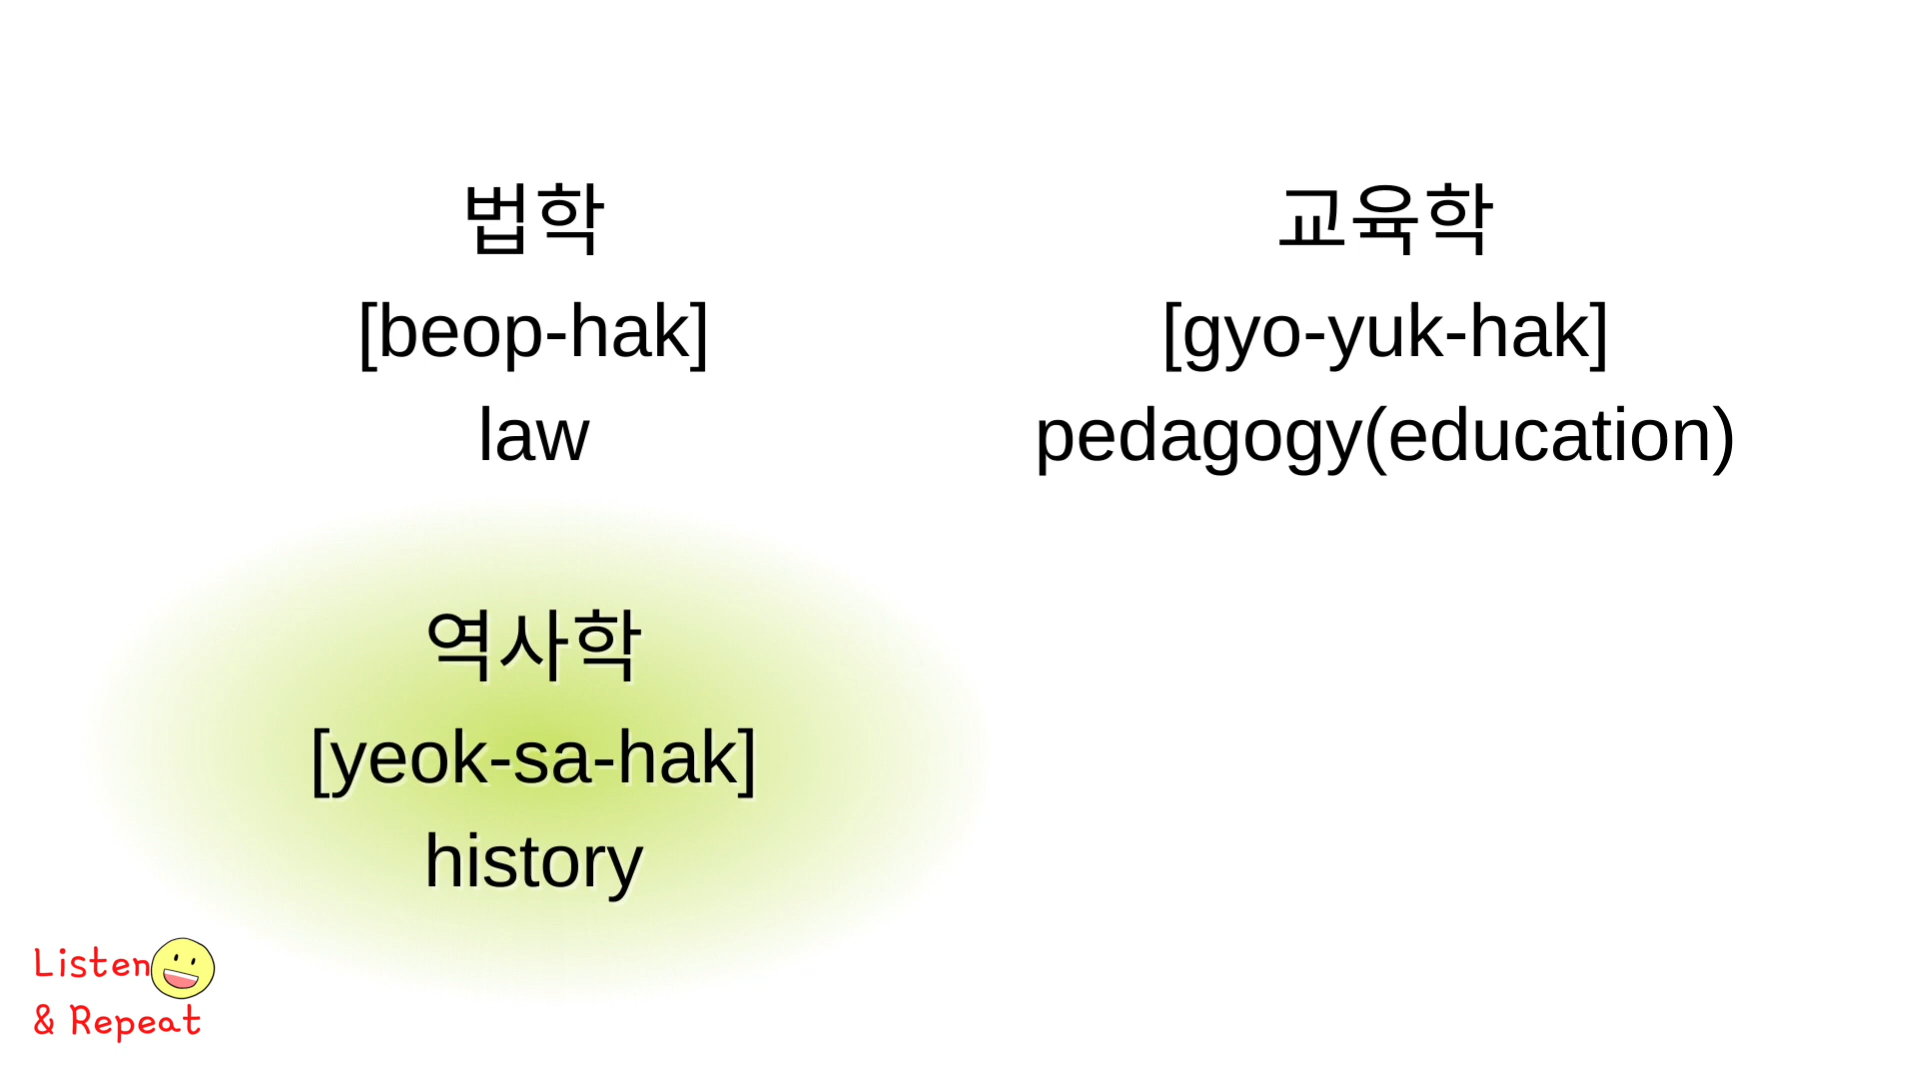 법학
[beop-hak]
law
교육학
[gyo-yuk-hak]
pedagogy(education)
역사학
[yeok-sa-hak]
history
Listen
& Repeat